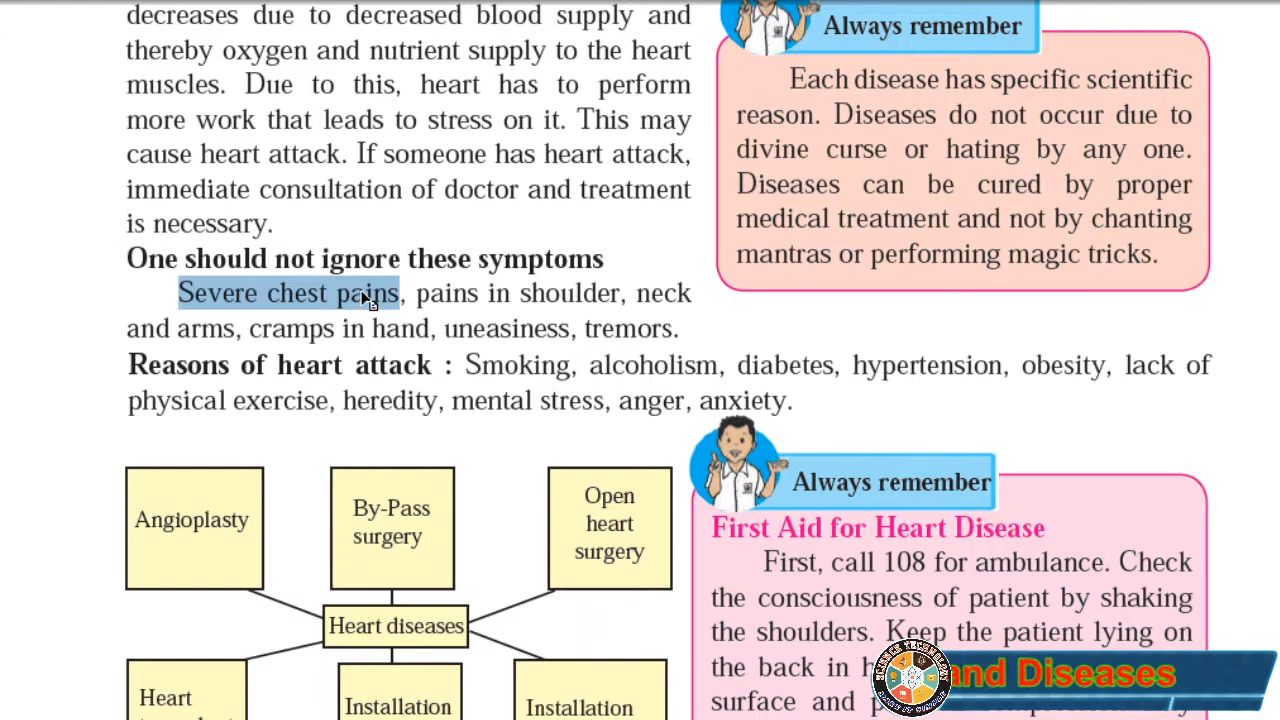 decreases due to decreased blood supply and
thereby oxygen and nutrient supply to the heart
muscles. Due to this, heart has to perform
more work that leads to stress on it. This may
cause heart attack. If someone has heart attack,
immediate consultation of doctor and treatment
is necessary.
One should not ignore these symptoms
Severe chest pains, pains in shoulder, neck
and arms, cramps in hand, uneasiness, tremors.
Always remember
Each disease has specific scientific
reason. Diseases do not occur due to
divine curse or hating by any one.
Diseases can be cured by proper
medical treatment and not by chanting
mantras or performing magic tricks.
Reasons of heart attack : Smoking, alcoholism, diabetes, hypertension, obesity, lack of
physical exercise, heredity, mental stress, anger, anxiety.
Angioplasty
By-Pass
surgery
Open
heart
surgery
Heart diseases
Heart
Installation
Installation
Always remember
First Aid for Heart Disease
First, call 108 for ambulance. Check
the consciousness of patient by shaking
the shoulders. Keep the patient lying on
the back in
surface and
and Diseases
SCIENCE TECHNOLOGY